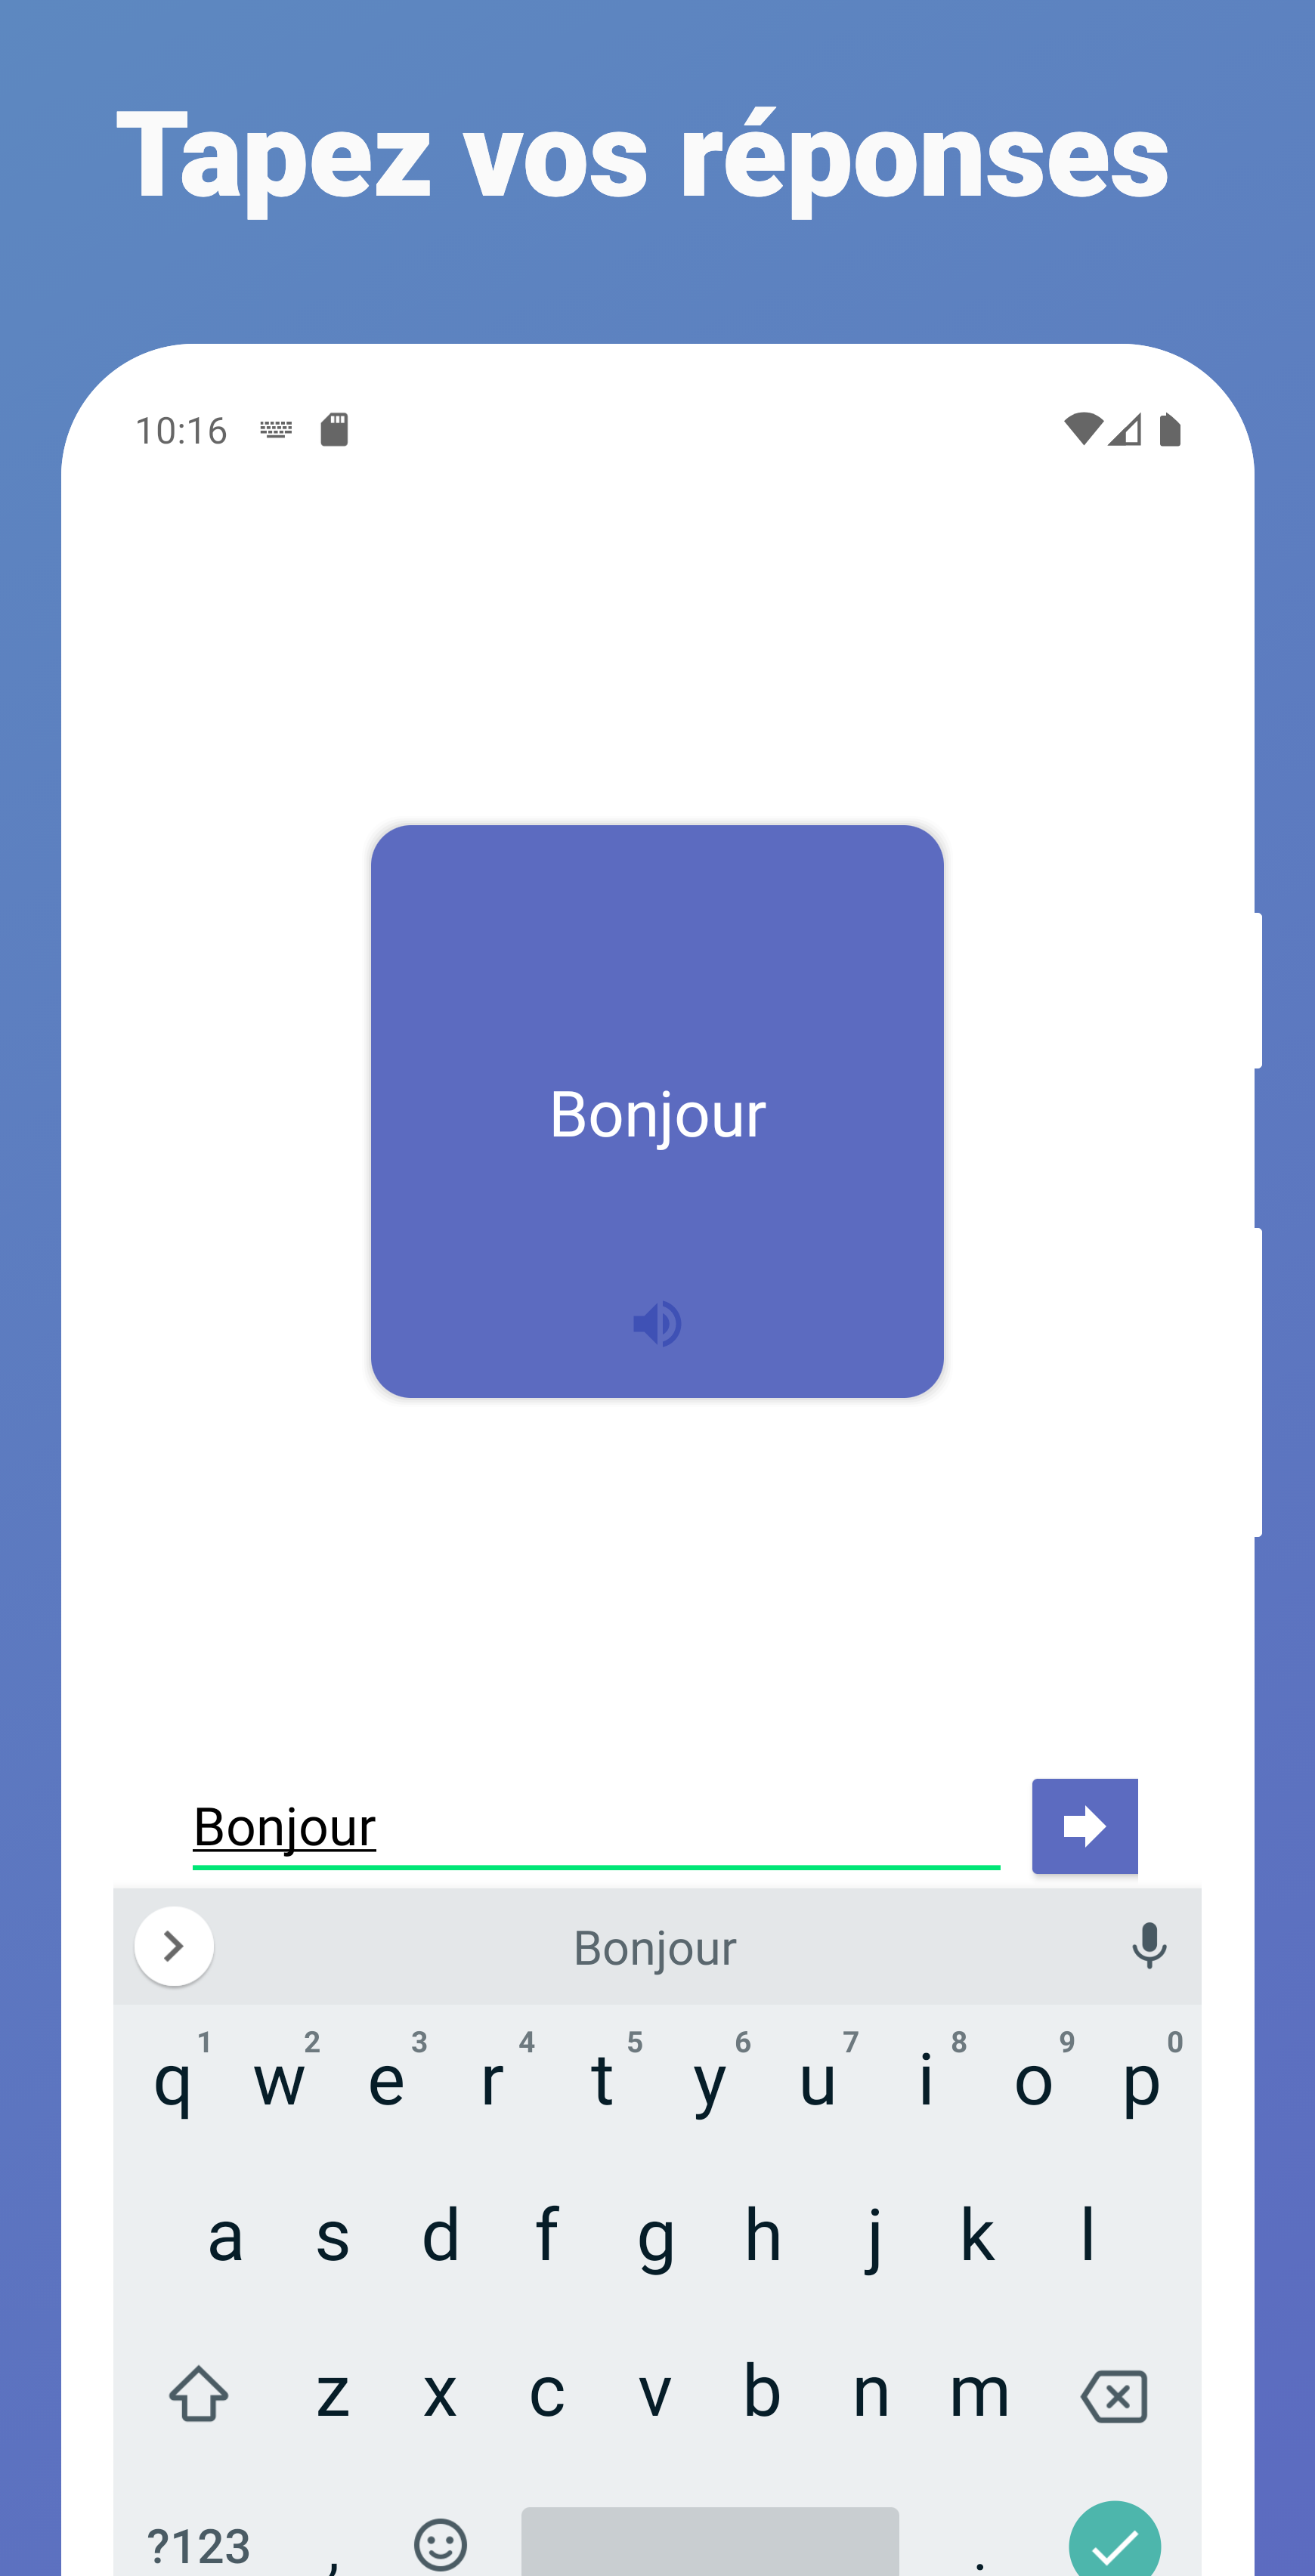 Tapez vos réponses
10:16
Bonjour
Bonjour
Bonjour
1 2 3 4 5 6 7 8 9 0
q w e r t y u i o p
a s d f g h j k l
z x c v b n m
?123 , .